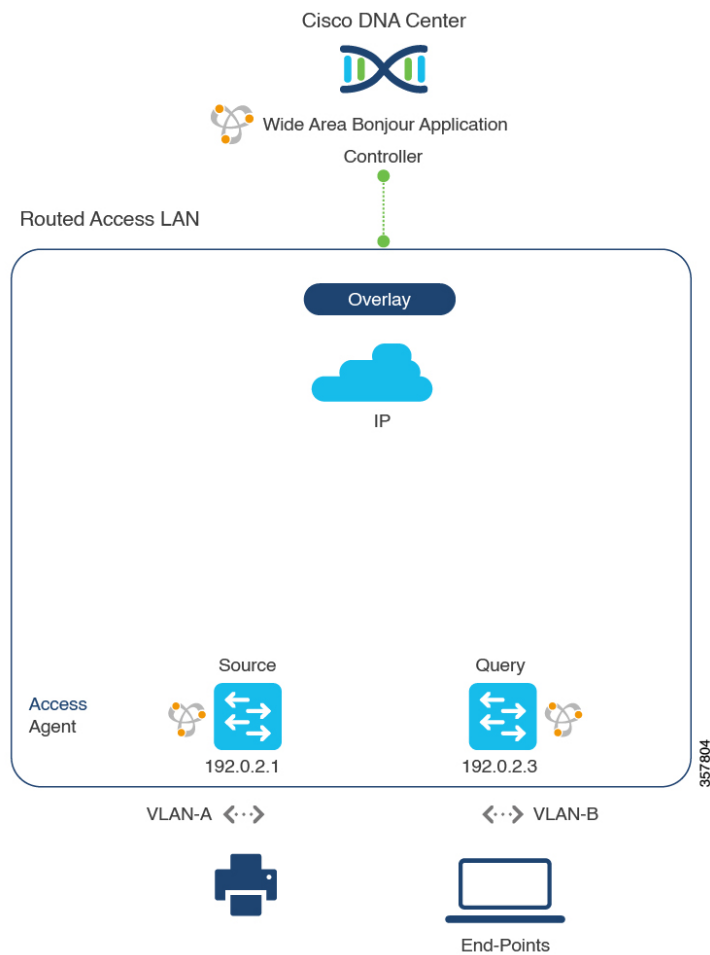 Cisco DNA Center
Wide Area Bonjour Application
Controller
Routed Access LAN
Overlay
IP
Source
Query
Access
Agent
192.0.2.1
192.0.2.3
357804
VLAN-A
VLAN-B
End-Points